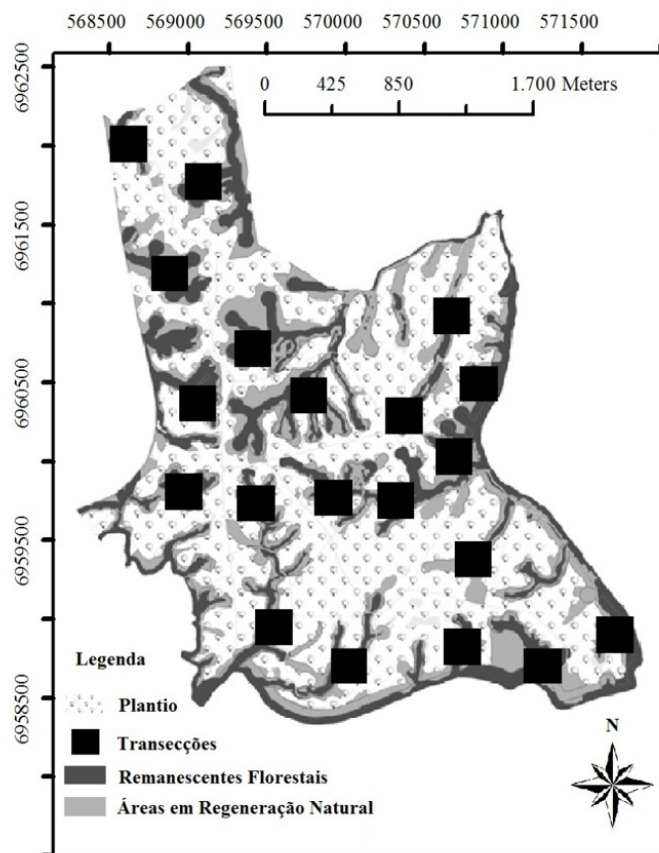 568500 569000 569500 570000 570500 571000 571500
6962500
0 425 850 1.700 Meters
6961500
6960500
6959500
6958500
Legenda
Plantio
Transecções
Remanescentes Florestais
Áreas em Regeneração Natural
N